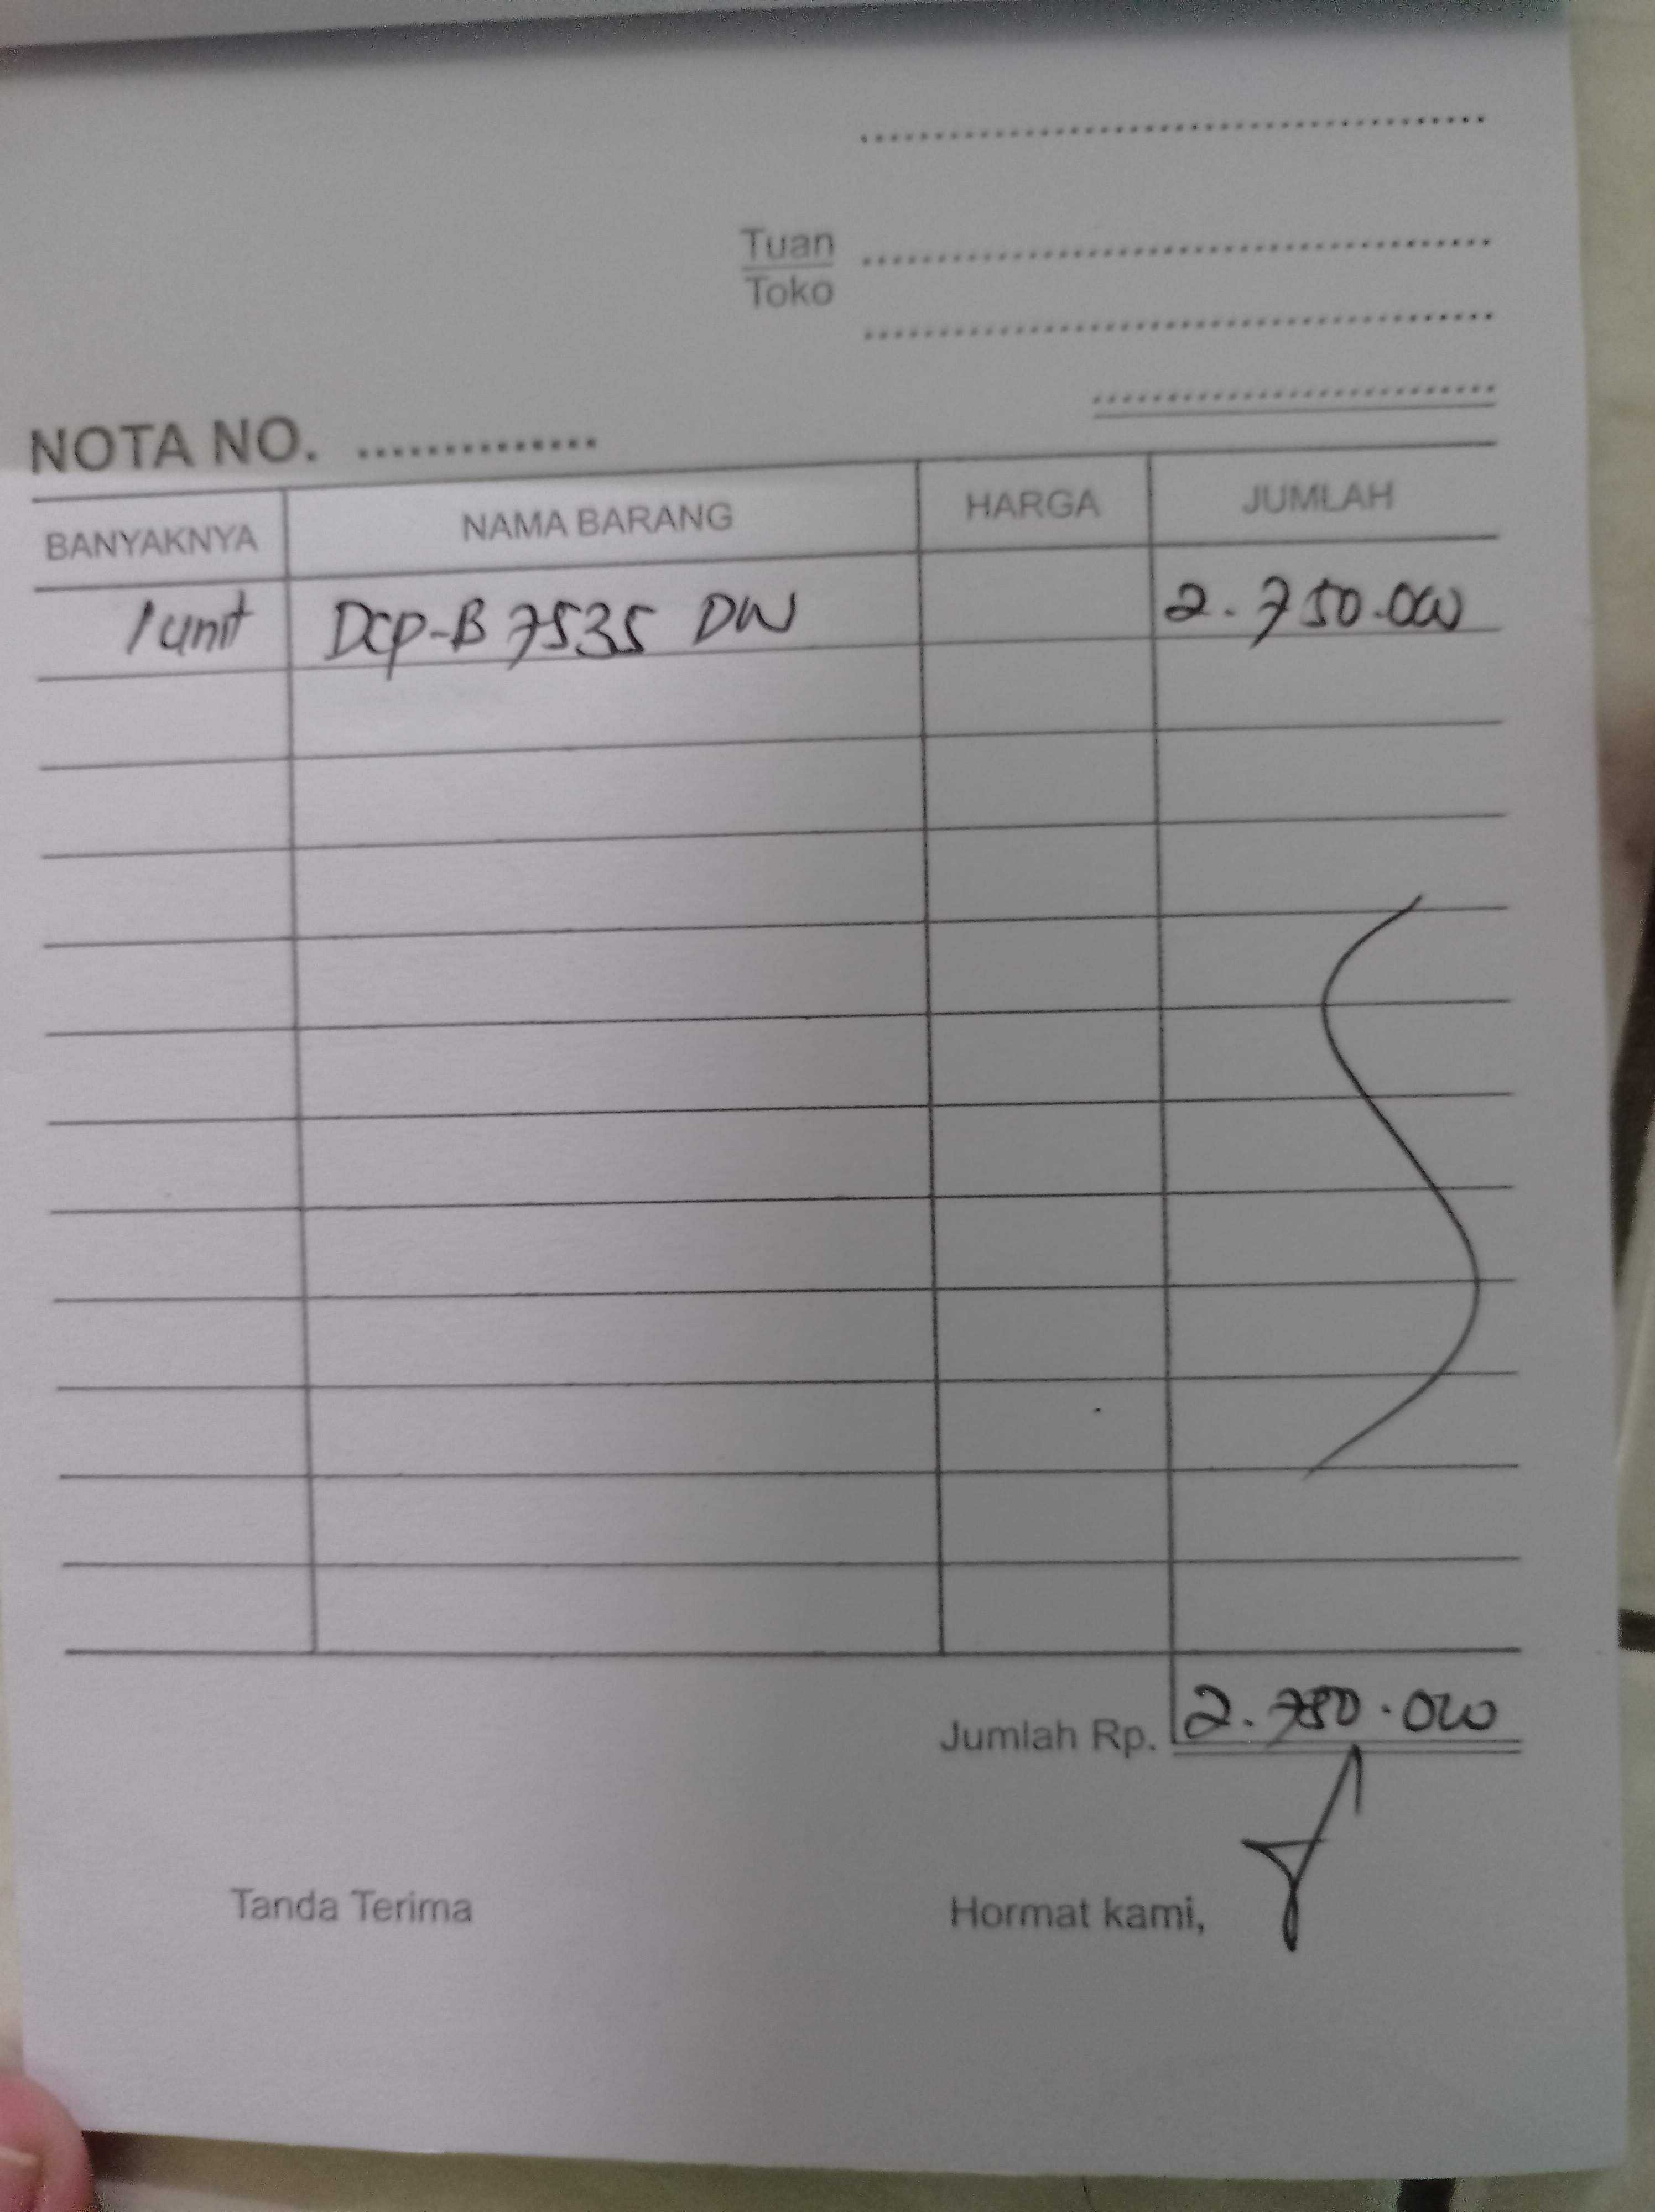 Tuan
Toko
NOTA NO. ..............
BANYAKNYA NAMA BARANG HARGA JUMLAH
1 unit DCP-B 7535 DW 2.750.000
Jumlah Rp. 2.750.000
Tanda Terima Hormat kami,